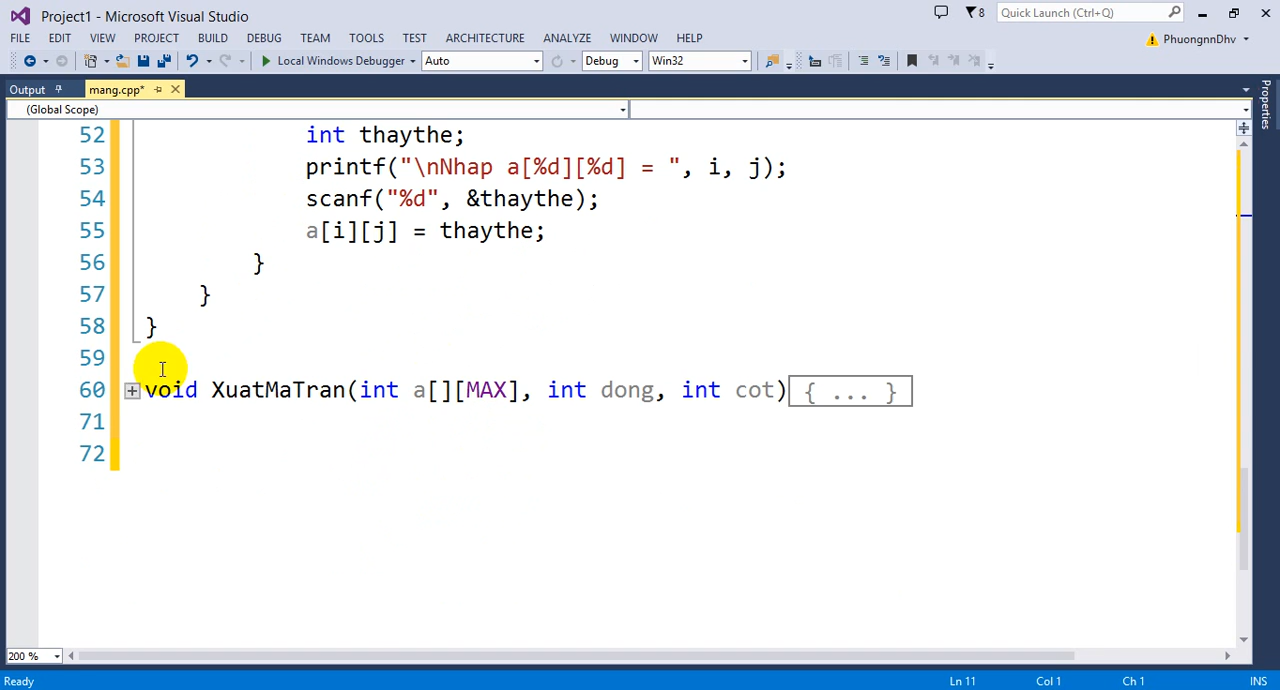 Project1 - Microsoft Visual Studio
8
Quick Launch (Ctrl+Q)
FILE EDIT VIEW PROJECT BUILD DEBUG TEAM TOOLS TEST ARCHITECTURE ANALYZE WINDOW HELP
PhuongnnDhv
Local Windows Debugger Auto Debug Win32
Output mang.cpp*
Properties
(Global Scope)
52 int thaythe;
53 printf("\nNhap a[%d][%d] = ", i, j);
54 scanf("%d", &thaythe);
55 a[i][j] = thaythe;
56 }
57 }
58 }
59
60 void XuatMaTran(int a[][MAX], int dong, int cot){ ... }
71
72
200 %
Ready Ln 11 Col 1 Ch 1 INS